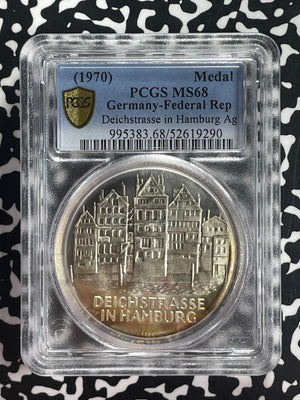 (1970) Medal
PCGS MS68
Germany-Federal Rep
Deichstrasse in Hamburg Ag
995383.68/52619290
PCGS
DEICHSTRASSE
IN HAMBURG